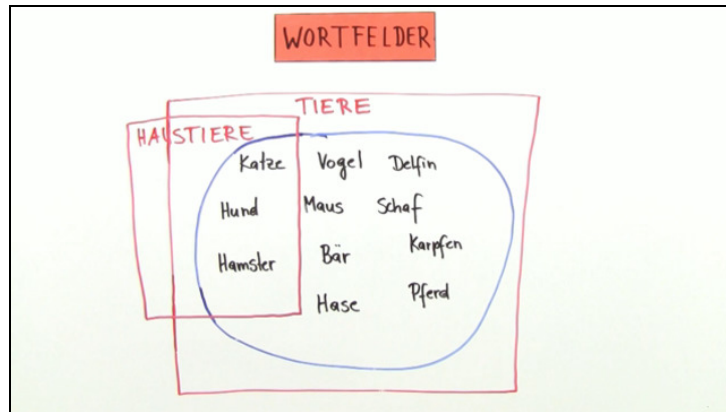 WORTFELDER
TIERE
HAUSTIERE
Katze Vogel Delfin
Hund Maus Schaf
Hamster Bär Karpfen
Hase Pferd